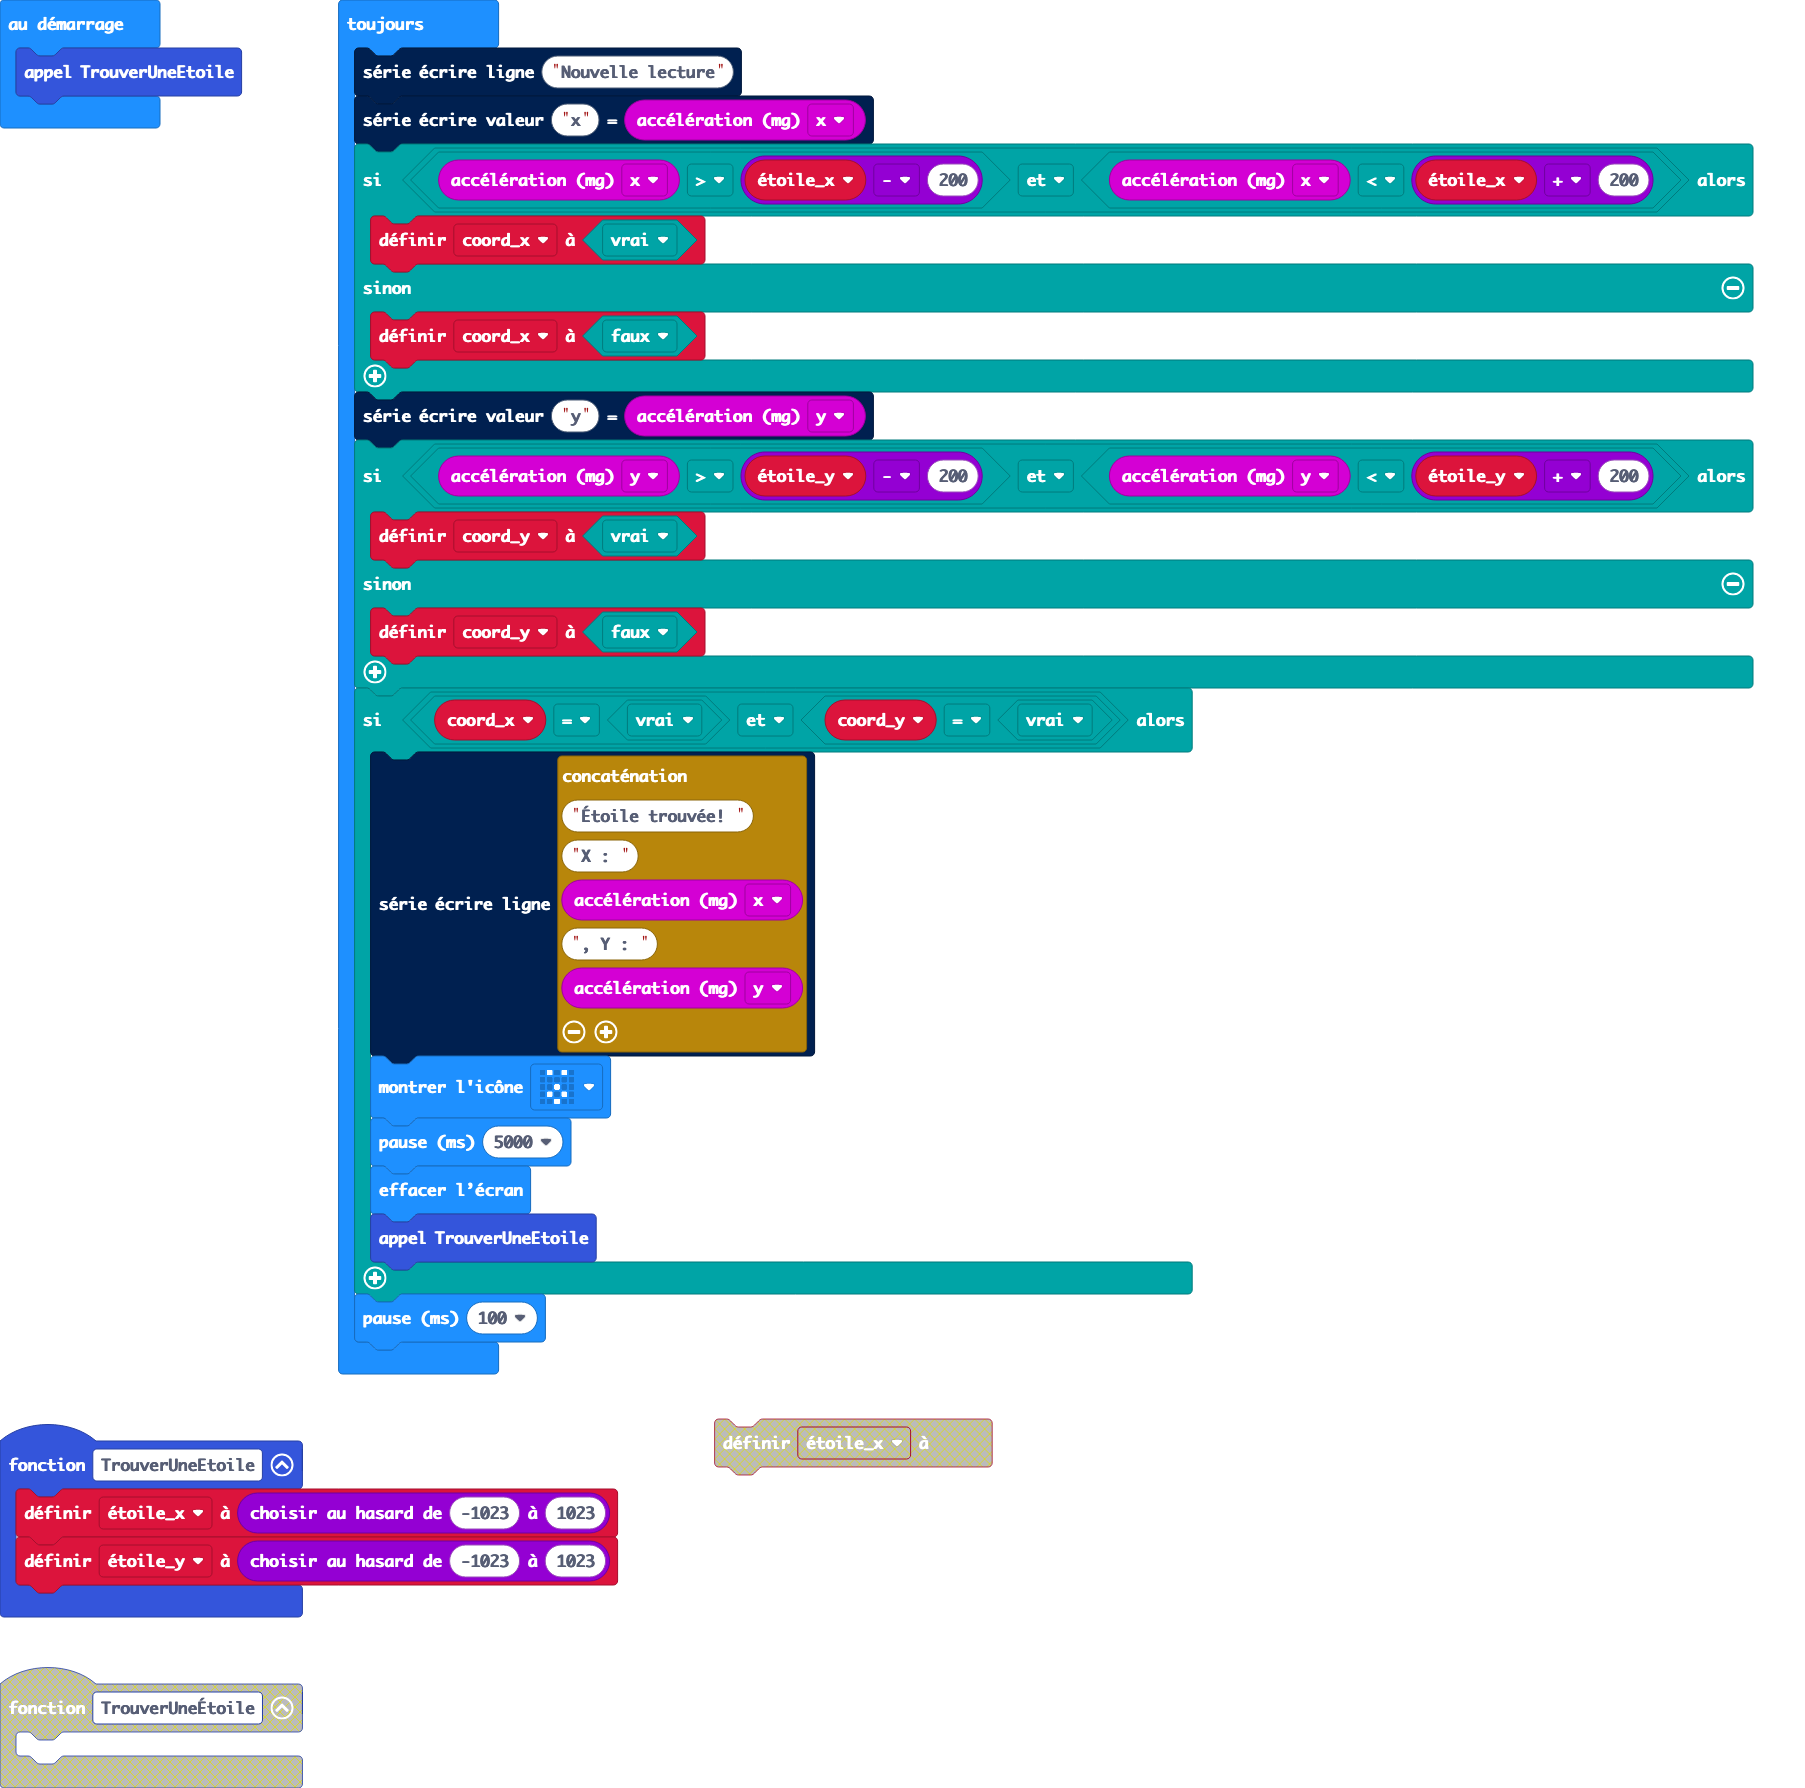 au démarrage
appel TrouverUneEtoile
toujours
série écrire ligne "Nouvelle lecture"
série écrire valeur "x" = accélération (mg) x
si accélération (mg) x > étoile_x - 200 et accélération (mg) x < étoile_x + 200 alors
définir coord_x à vrai
sinon
définir coord_x à faux
série écrire valeur "y" = accélération (mg) y
si accélération (mg) y > étoile_y - 200 et accélération (mg) y < étoile_y + 200 alors
définir coord_y à vrai
sinon
définir coord_y à faux
si coord_x = vrai et coord_y = vrai alors
série écrire ligne
concaténation
"Étoile trouvée! "
"X : "
accélération (mg) x
", Y : "
accélération (mg) y
montrer l'icône
pause (ms) 5000
effacer l’écran
appel TrouverUneEtoile
pause (ms) 100
définir étoile_x à
fonction TrouverUneEtoile
définir étoile_x à choisir au hasard de -1023 à 1023
définir étoile_y à choisir au hasard de -1023 à 1023
fonction TrouverUneÉtoile